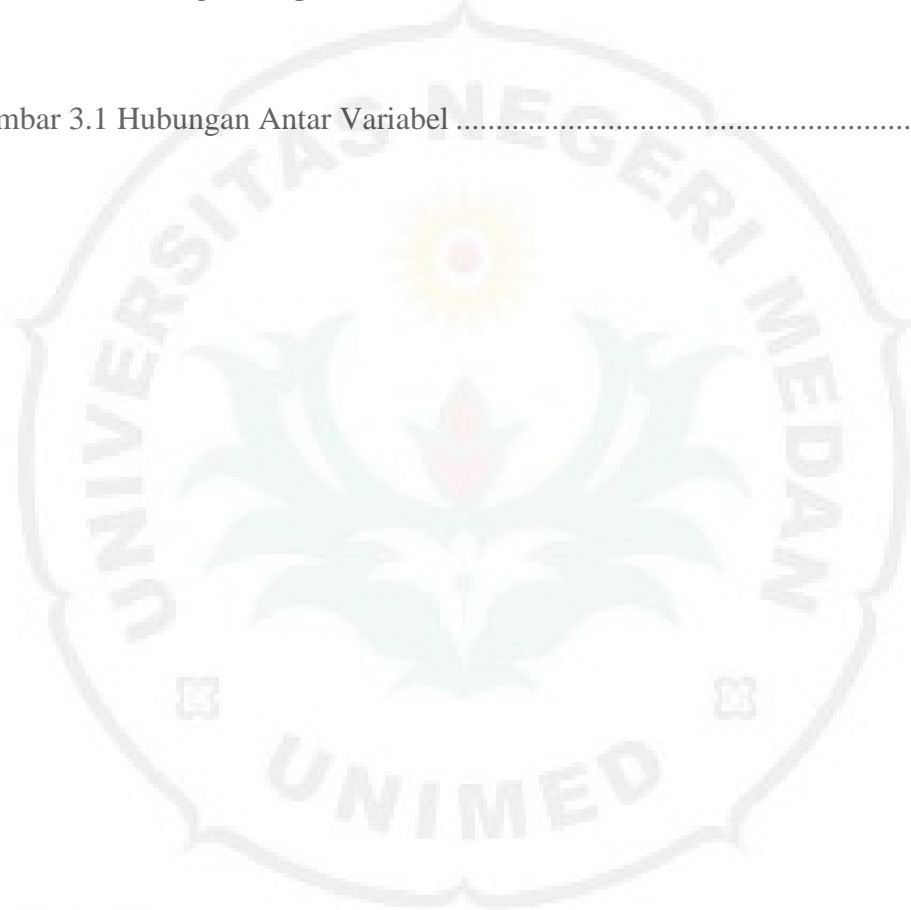 mbar 3.1 Hubungan Antar Variabel ..........................................................
UNIVERSITAS NEGERI MEDAN
UNIMED